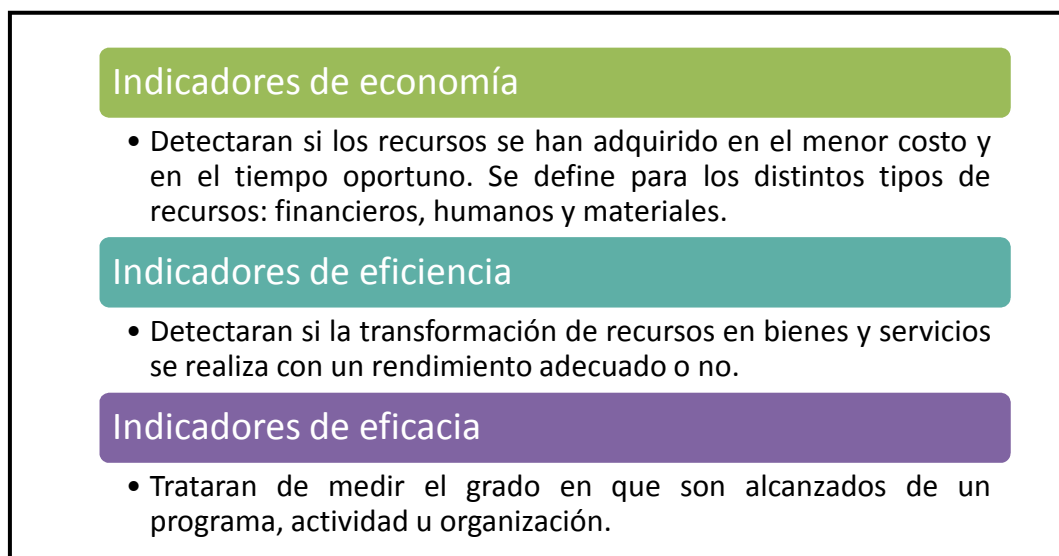 Indicadores de economía
• Detectaran si los recursos se han adquirido en el menor costo y
en el tiempo oportuno. Se define para los distintos tipos de
recursos: financieros, humanos y materiales.
Indicadores de eficiencia
• Detectaran si la transformación de recursos en bienes y servicios
se realiza con un rendimiento adecuado o no.
Indicadores de eficacia
• Trataran de medir el grado en que son alcanzados de un
programa, actividad u organización.